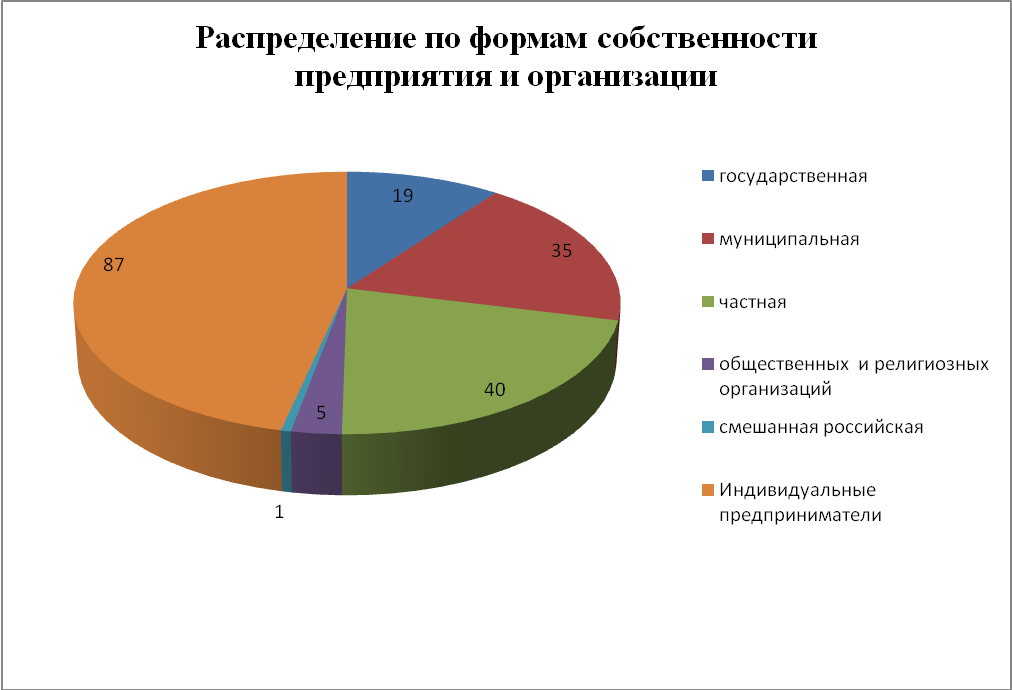 Распределение по формам собственности
предприятия и организации
19
35
87
40
5
1
государственная
муниципальная
частная
общественных  и религиозных
организаций
смешанная российская
Индивидуальные
предприниматели